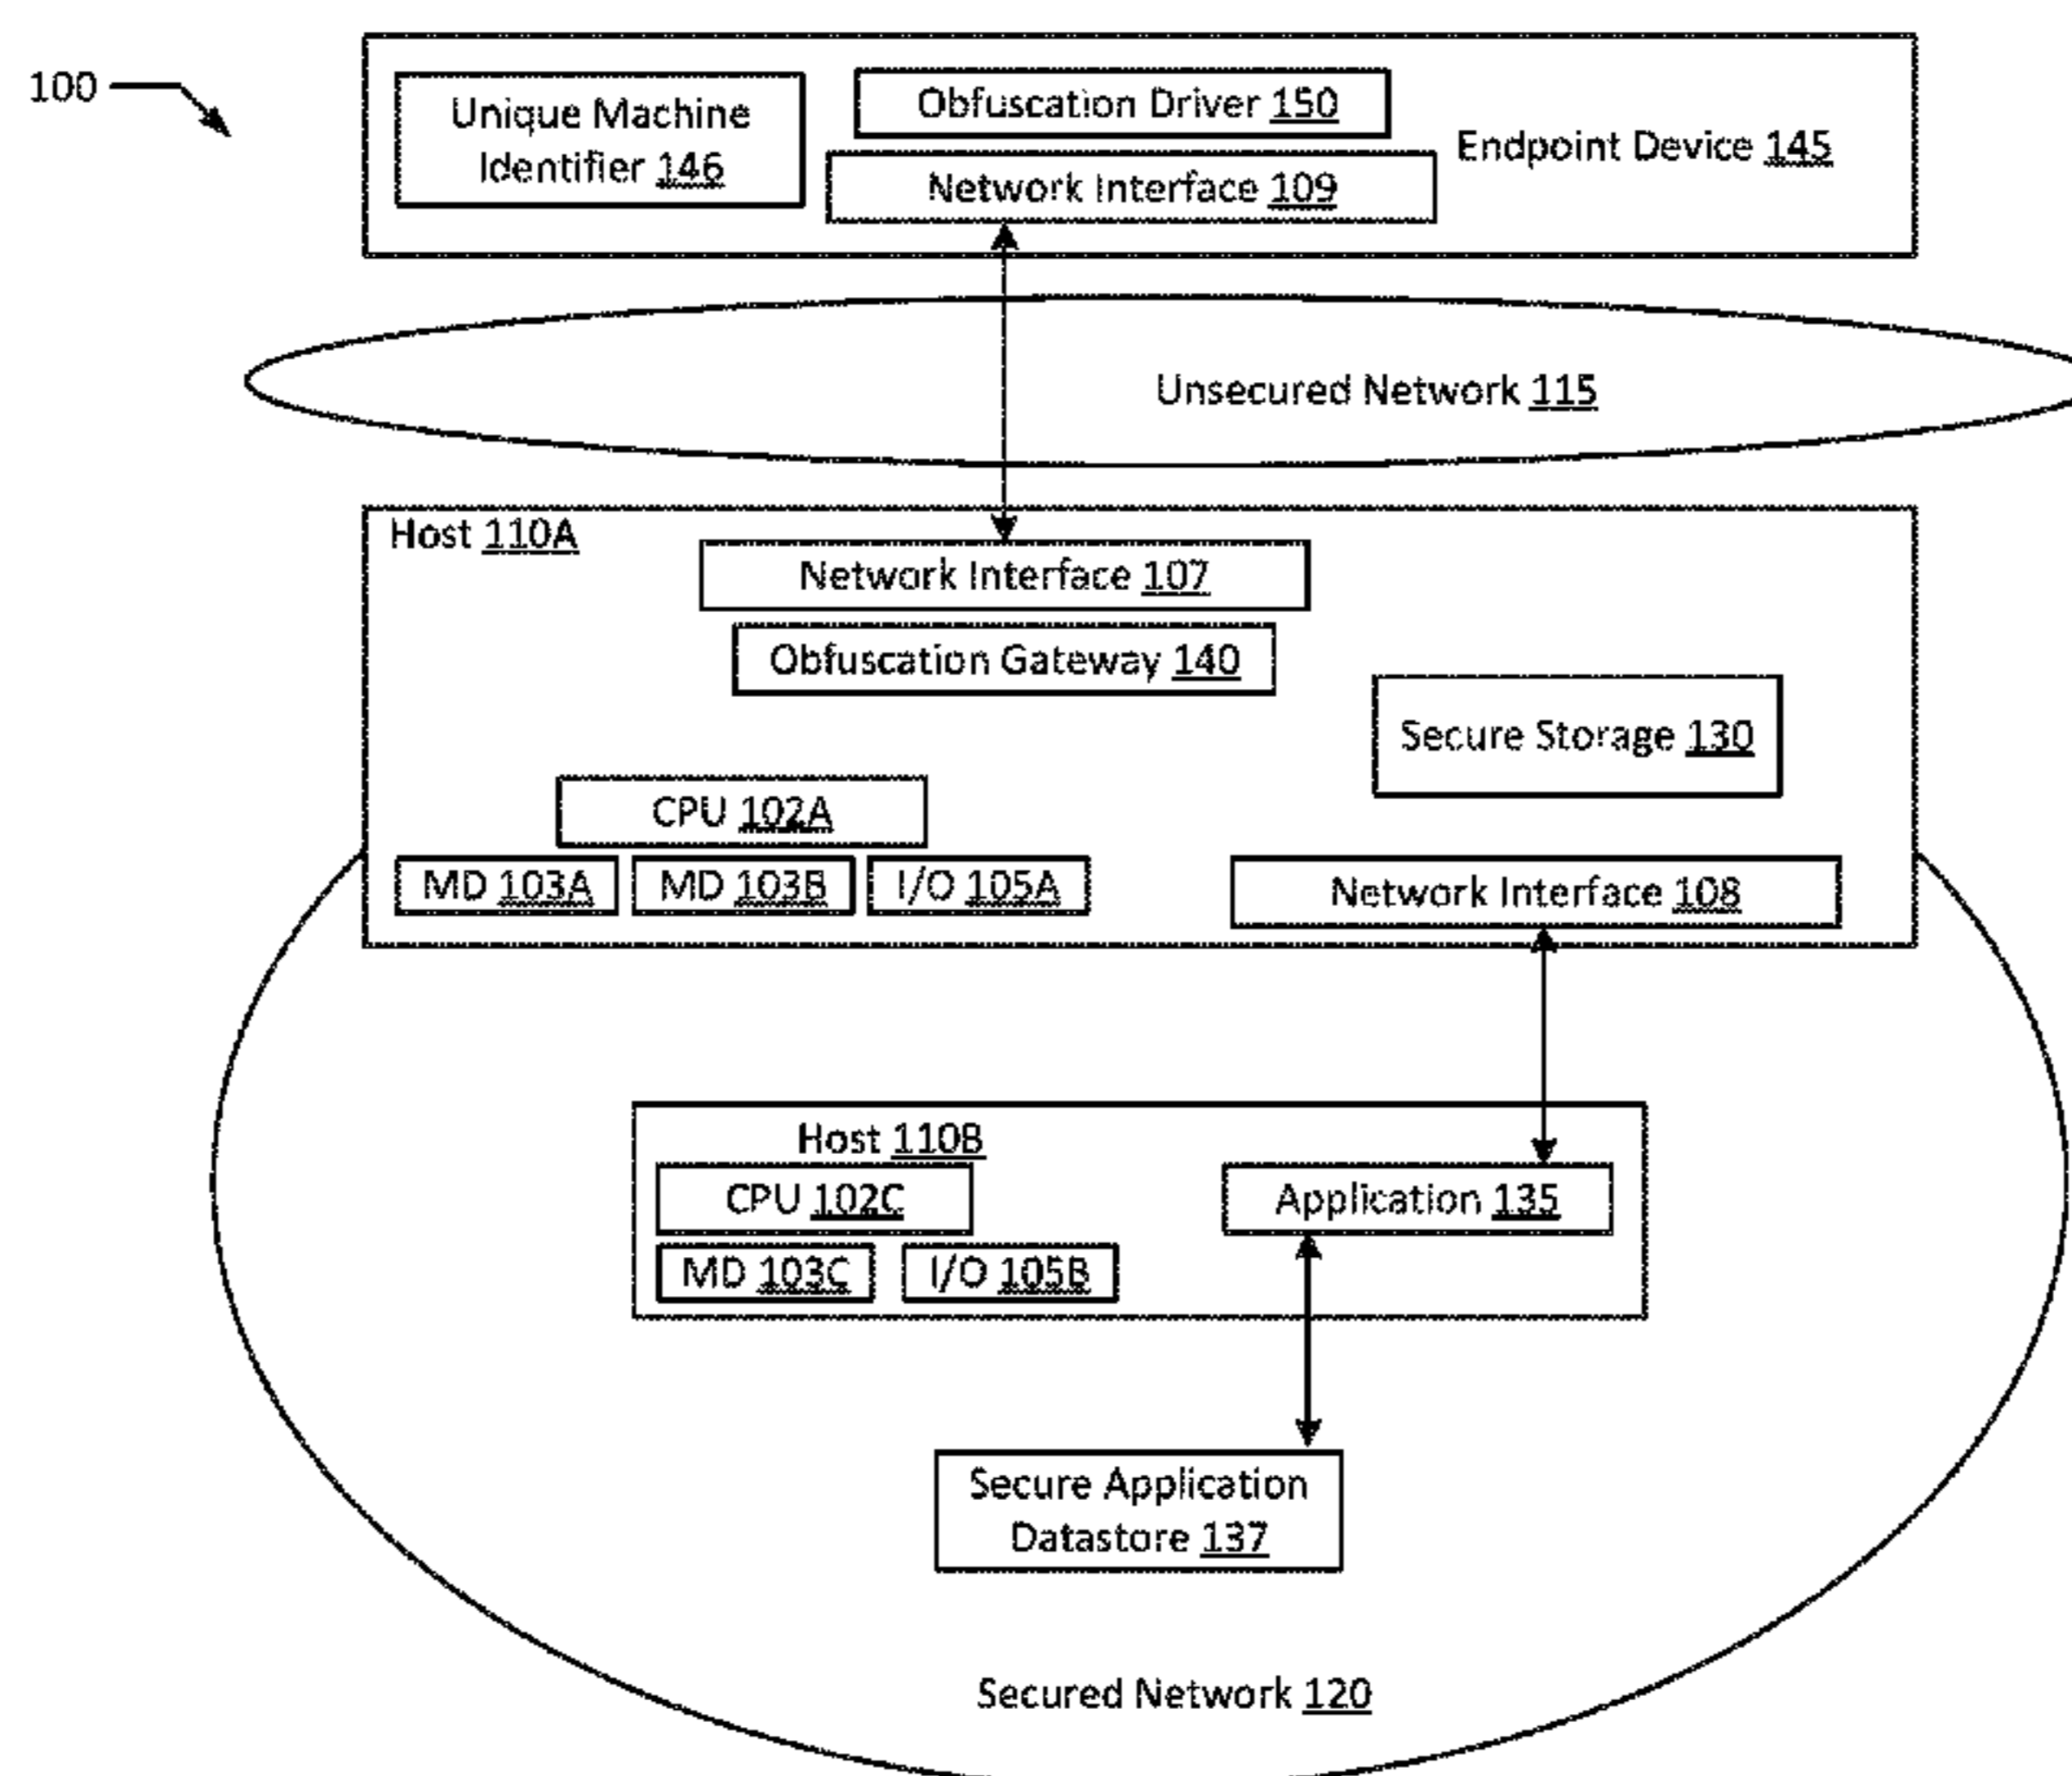 100
Unique Machine
Identifier 146
Obfuscation Driver 150
Network Interface 109
Endpoint Device 145
Unsecured Network 115
Host 110A
Network Interface 107
Obfuscation Gateway 140
Secure Storage 130
CPU 102A
MD 103A
MD 103B
I/O 105A
Network Interface 108
Host 110B
CPU 102C
Application 135
MD 103C
I/O 105B
Secure Application
Datastore 137
Secured Network 120